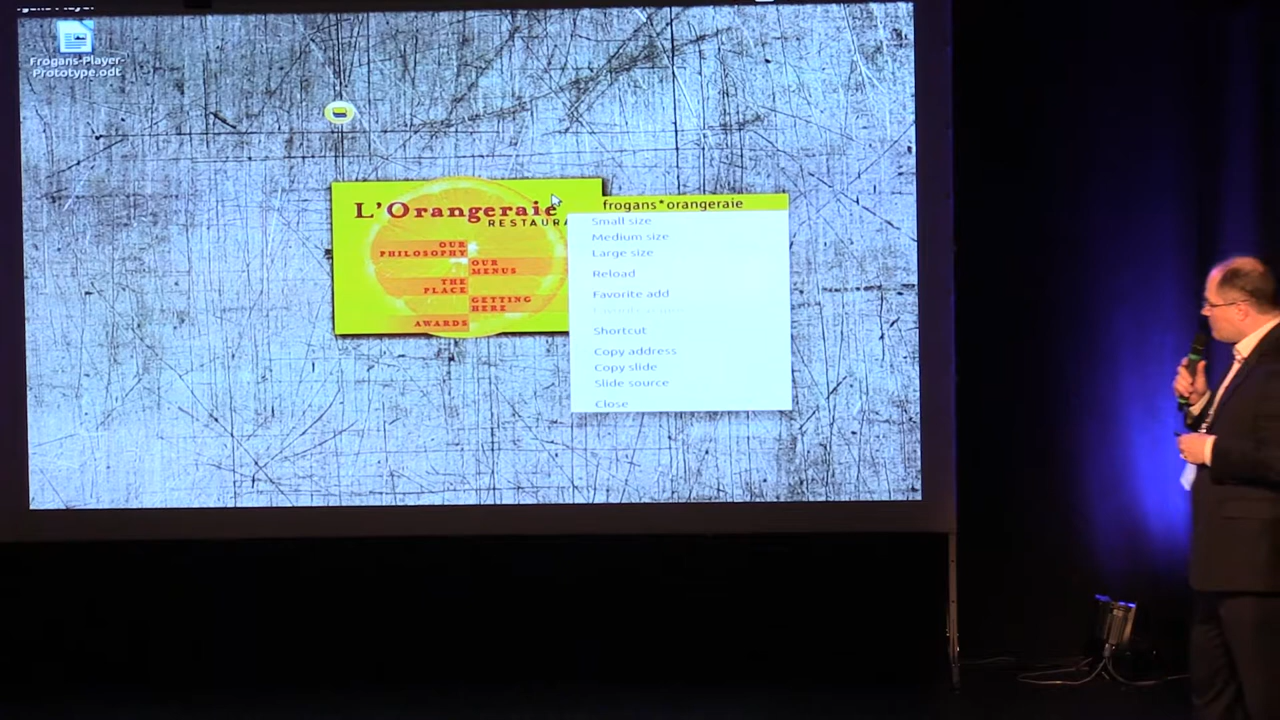 Frogans-Player-
Prototype.odt
L'Orangeraie
OUR
PHILOSOPHY
OUR
MENUS
THE
PLACE
GETTING
HERE
AWARDS
frogans*orangeraie
Small size
Medium size
Large size
Reload
Favorite add
Shortcut
Copy address
Copy slide
Slide source
Close